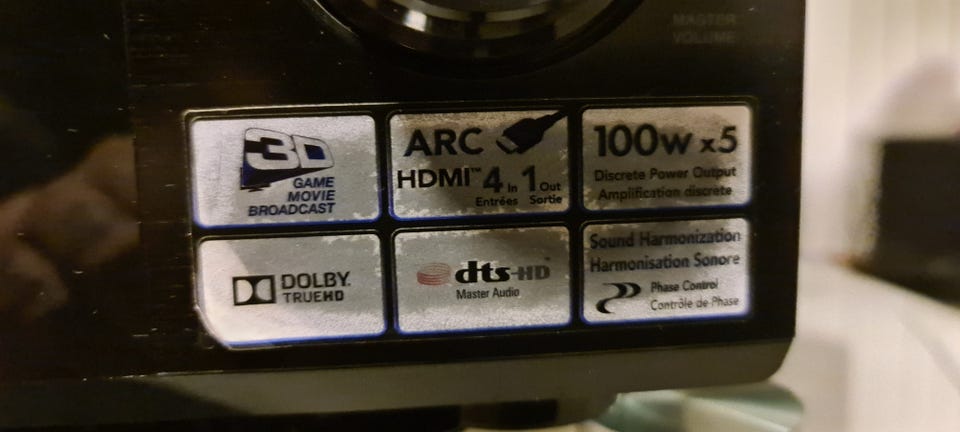 MASTER
VOLUME
3D
GAME
MOVIE
BROADCAST
ARC
HDMI™ 4 In 1 Out
Entrées Sortie
100w x5
Discrete Power Output
Amplification discrete
DOLBY
TRUEHD
dts-HD
Master Audio
Sound Harmonization
Harmonisation Sonore
Phase Control
Contrôle de Phase